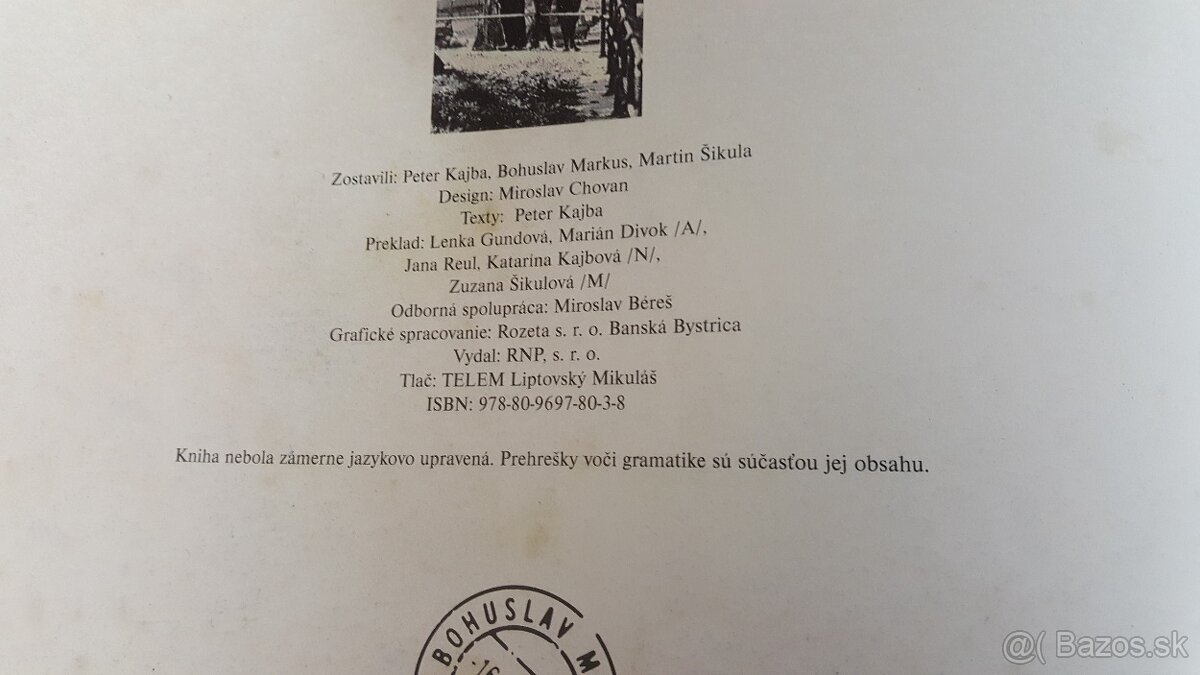 Zostavili: Peter Kajba, Bohuslav Markus, Martin Šikula
Design: Miroslav Chovan
Texty: Peter Kajba
Preklad: Lenka Gundová, Marián Divok /A/,
Jana Reul, Katarína Kajbová /N/,
Zuzana Šikulová /M/
Odborná spolupráca: Miroslav Béreš
Grafické spracovanie: Rozeta s. r. o. Banská Bystrica
Vydal: RNP, s. r. o.
Tlač: TELEM Liptovský Mikuláš
ISBN: 978-80-9697-80-3-8
Kniha nebola zámerne jazykovo upravená. Prehrešky voči gramatike sú súčasťou jej obsahu.
BOHUSLAV M
16
@( Bazos.sk